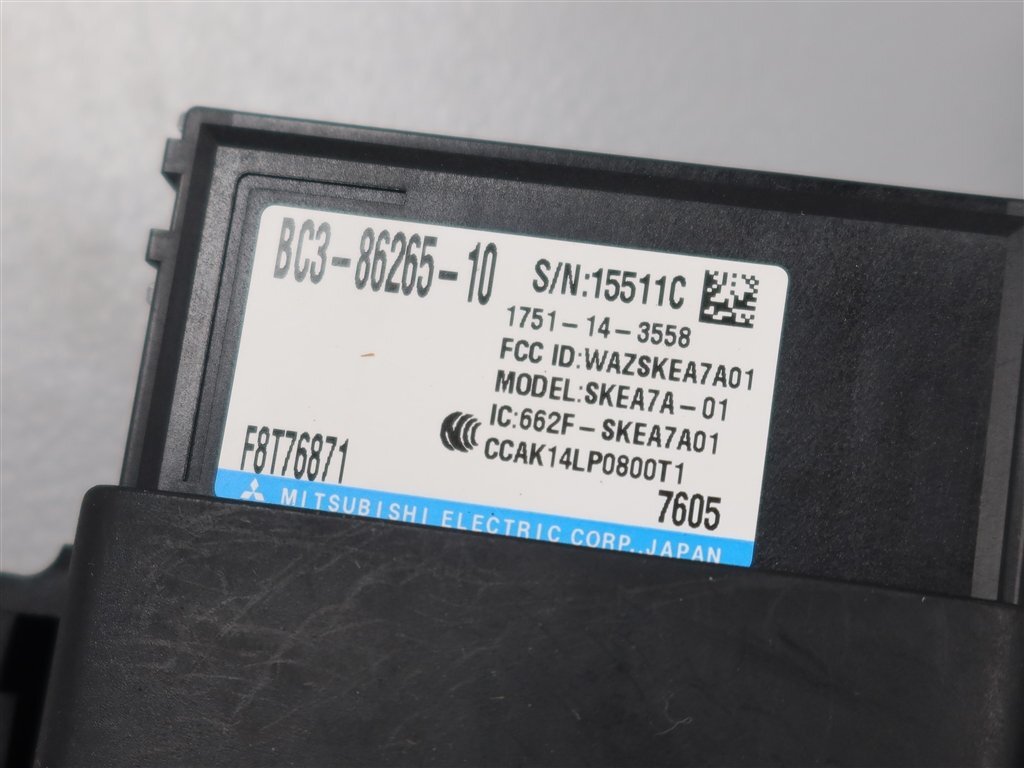 BC3-86265-10
S/N:15511C
1751-14-3558
FCC ID:WAZSKEA7A01
MODEL:SKEA7A-01
IC:662F-SKEA7A01
CCAK14LP0800T1
F8T76871
7605
MITSUBISHI ELECTRIC CORP., JAPAN